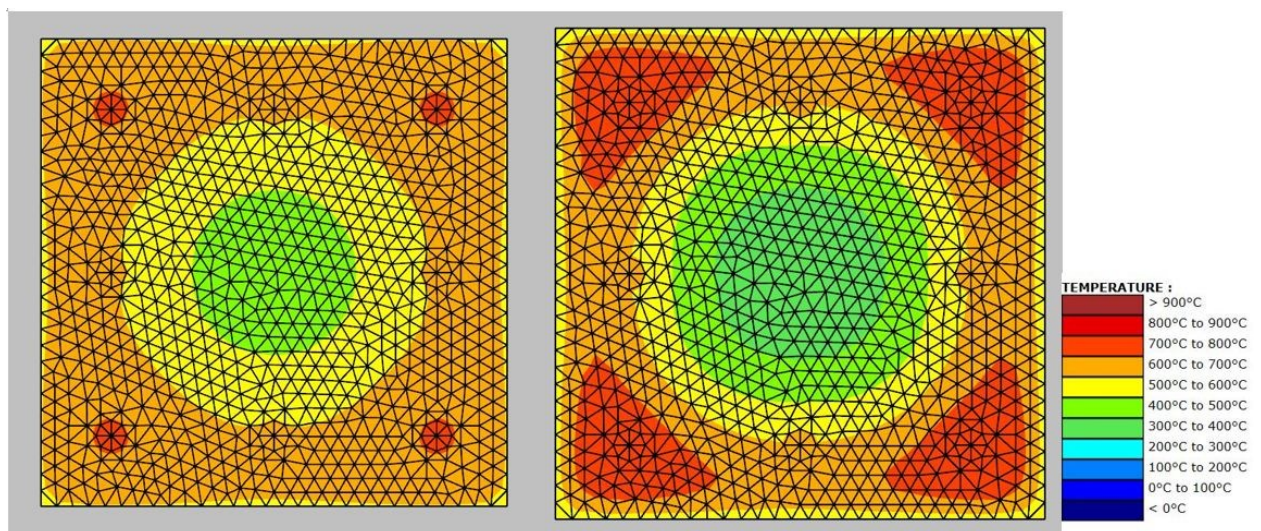 TEMPERATURE :
> 900°C
800°C to 900°C
700°C to 800°C
600°C to 700°C
500°C to 600°C
400°C to 500°C
300°C to 400°C
200°C to 300°C
100°C to 200°C
0°C to 100°C
< 0°C